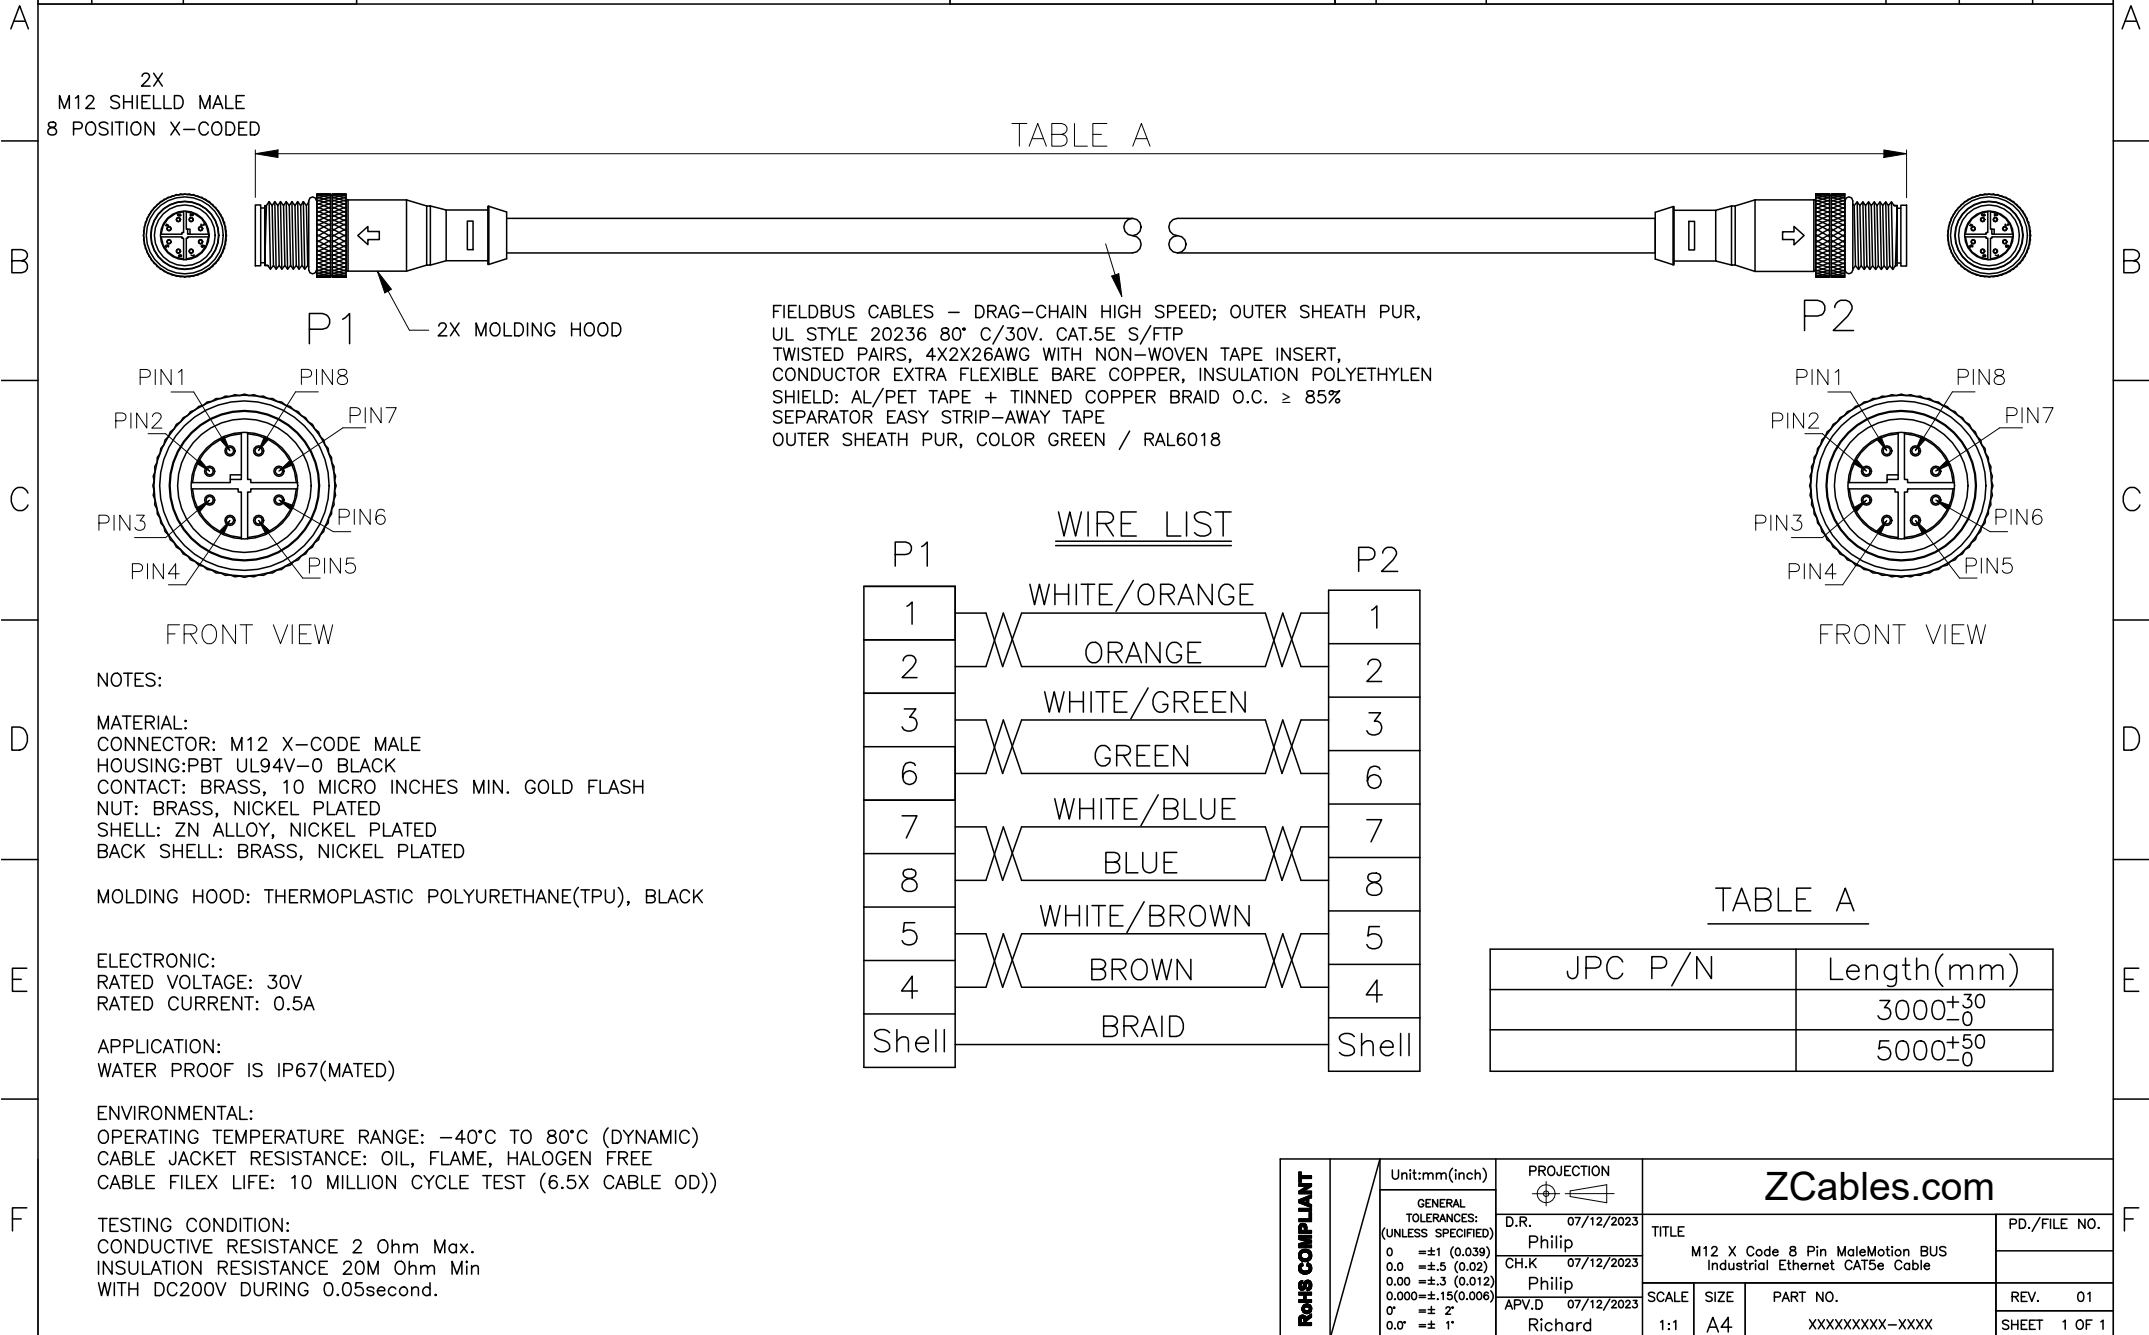 A
A
2X
M12 SHIELLD MALE
8 POSITION X-CODED
TABLE A
B
B
P1
2X MOLDING HOOD
P2
FIELDBUS CABLES - DRAG-CHAIN HIGH SPEED; OUTER SHEATH PUR,
UL STYLE 20236 80° C/30V. CAT.5E S/FTP
TWISTED PAIRS, 4X2X26AWG WITH NON-WOVEN TAPE INSERT,
CONDUCTOR EXTRA FLEXIBLE BARE COPPER, INSULATION POLYETHYLEN
SHIELD: AL/PET TAPE + TINNED COPPER BRAID O.C. ≥ 85%
SEPARATOR EASY STRIP-AWAY TAPE
OUTER SHEATH PUR, COLOR GREEN / RAL6018
PIN1
PIN8
PIN2
PIN7
PIN3
PIN6
PIN4
PIN5
FRONT VIEW
PIN1
PIN8
PIN2
PIN7
PIN3
PIN6
PIN4
PIN5
FRONT VIEW
C
C
WIRE LIST
P1
P2
1 WHITE/ORANGE 1
2 ORANGE 2
3 WHITE/GREEN 3
6 GREEN 6
7 WHITE/BLUE 7
8 BLUE 8
5 WHITE/BROWN 5
4 BROWN 4
Shell BRAID Shell
D
D
NOTES:
MATERIAL:
CONNECTOR: M12 X-CODE MALE
HOUSING:PBT UL94V-0 BLACK
CONTACT: BRASS, 10 MICRO INCHES MIN. GOLD FLASH
NUT: BRASS, NICKEL PLATED
SHELL: ZN ALLOY, NICKEL PLATED
BACK SHELL: BRASS, NICKEL PLATED
MOLDING HOOD: THERMOPLASTIC POLYURETHANE(TPU), BLACK
E
E
ELECTRONIC:
RATED VOLTAGE: 30V
RATED CURRENT: 0.5A
APPLICATION:
WATER PROOF IS IP67(MATED)
ENVIRONMENTAL:
OPERATING TEMPERATURE RANGE: -40°C TO 80°C (DYNAMIC)
CABLE JACKET RESISTANCE: OIL, FLAME, HALOGEN FREE
CABLE FILEX LIFE: 10 MILLION CYCLE TEST (6.5X CABLE OD))
TESTING CONDITION:
CONDUCTIVE RESISTANCE 2 Ohm Max.
INSULATION RESISTANCE 20M Ohm Min
WITH DC200V DURING 0.05second.
TABLE A
JPC P/N Length(mm)
3000+30 -0
5000+50 -0
F
F
RoHS COMPLIANT
Unit:mm(inch)
GENERAL
TOLERANCES:
(UNLESS SPECIFIED)
0 =±1 (0.039)
0.0 =±.5 (0.02)
0.00 =±.3 (0.012)
0.000=±.15(0.006)
0° =± 2°
0.0° =± 1°
PROJECTION
D.R. 07/12/2023
Philip
CH.K 07/12/2023
Philip
APV.D 07/12/2023
Richard
ZCables.com
TITLE
M12 X Code 8 Pin MaleMotion BUS
Industrial Ethernet CAT5e Cable
PD./FILE NO.
SCALE
1:1
SIZE
A4
PART NO.
XXXXXXXXX-XXXX
REV. 01
SHEET 1 OF 1